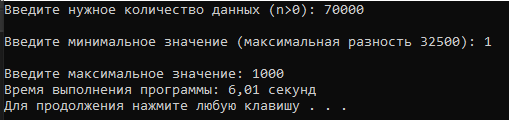 Введите нужное количество данных (n>0): 70000
Введите минимальное значение (максимальная разность 32500): 1
Введите максимальное значение: 1000
Время выполнения программы: 6,01 секунд
Для продолжения нажмите любую клавишу . . .